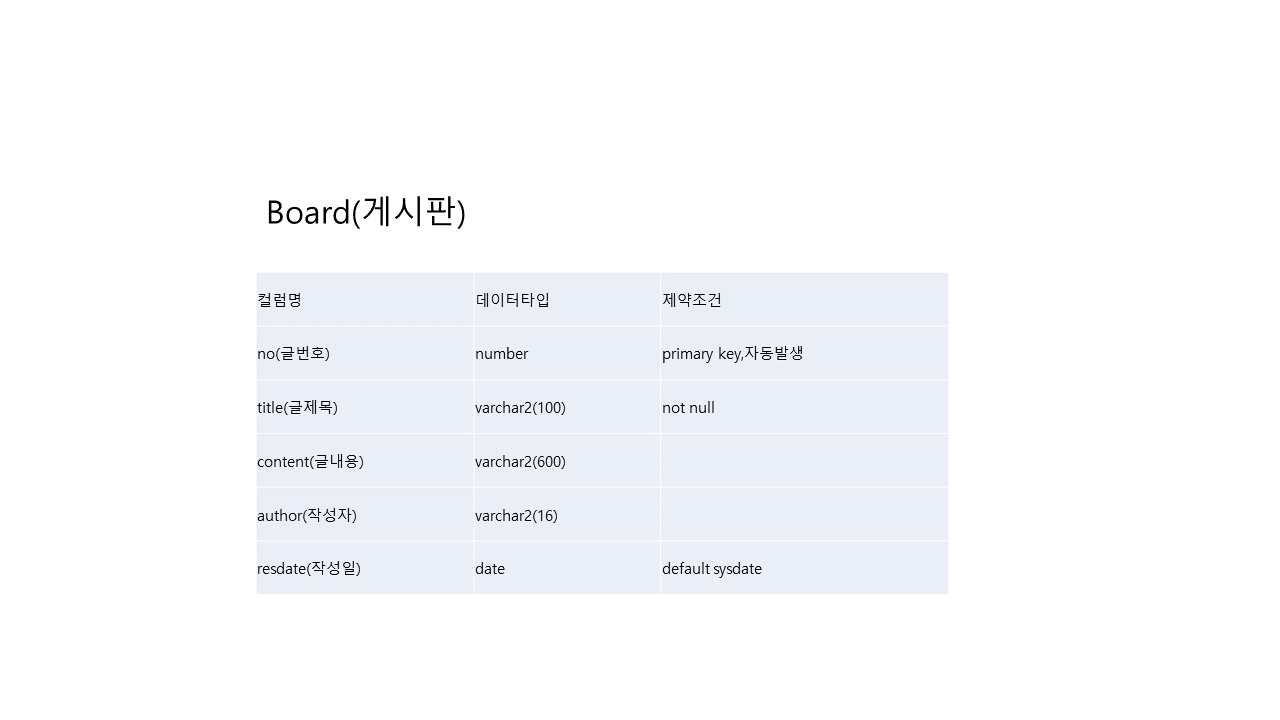 Board(게시판)
컬럼명 데이터타입 제약조건
no(글번호) number primary key,자동발생
title(글제목) varchar2(100) not null
content(글내용) varchar2(600)
author(작성자) varchar2(16)
resdate(작성일) date default sysdate